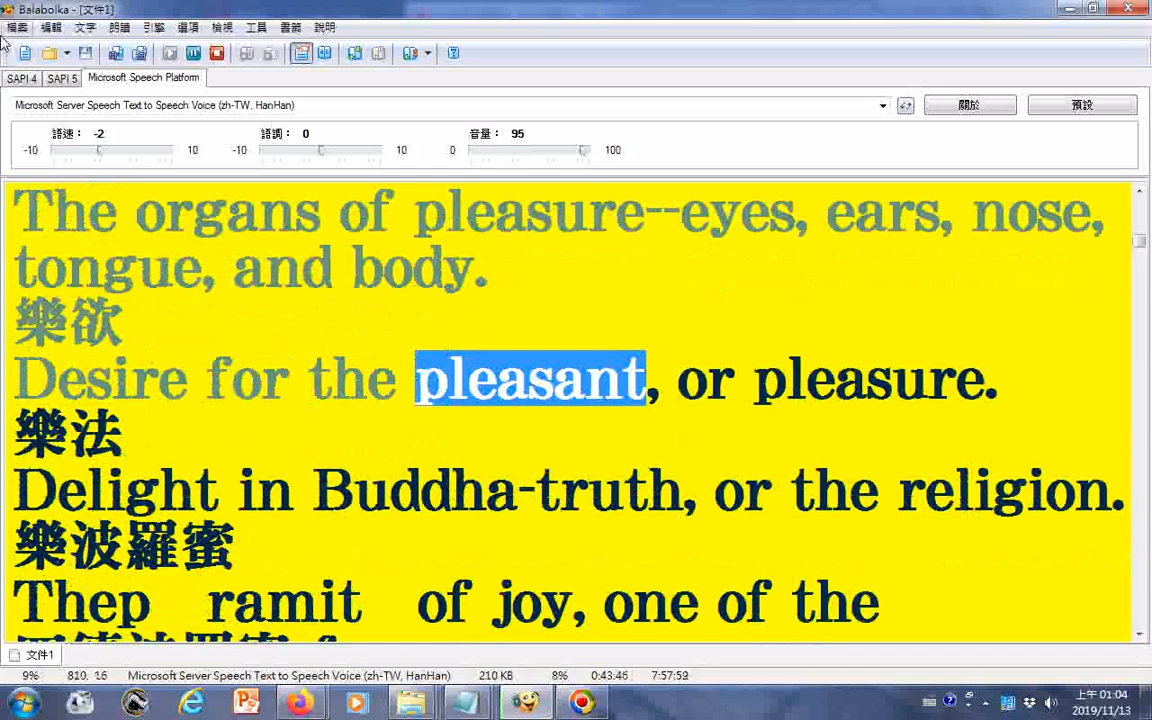 Balabolka - [文件1]
檔案 編輯 文字 朗讀 引擎 選項 檢視 工具 書籤 說明
SAPI 4 SAPI 5 Microsoft Speech Platform
Microsoft Server Speech Text to Speech Voice (zh-TW, HanHan) 關於 預設
語速: -2 語調: 0 音量: 95
-10 10 -10 10 0 100
The organs of pleasure--eyes, ears, nose,
tongue, and body.
樂欲
Desire for the pleasant, or pleasure.
樂法
Delight in Buddha-truth, or the religion.
樂波羅蜜
Thep ramit of joy, one of the
文件1
9% 810, 16 Microsoft Server Speech Text to Speech Voice (zh-TW, HanHan) 210 KB 8% 0:43:46 7:57:59
上午 01:04
2019/11/13